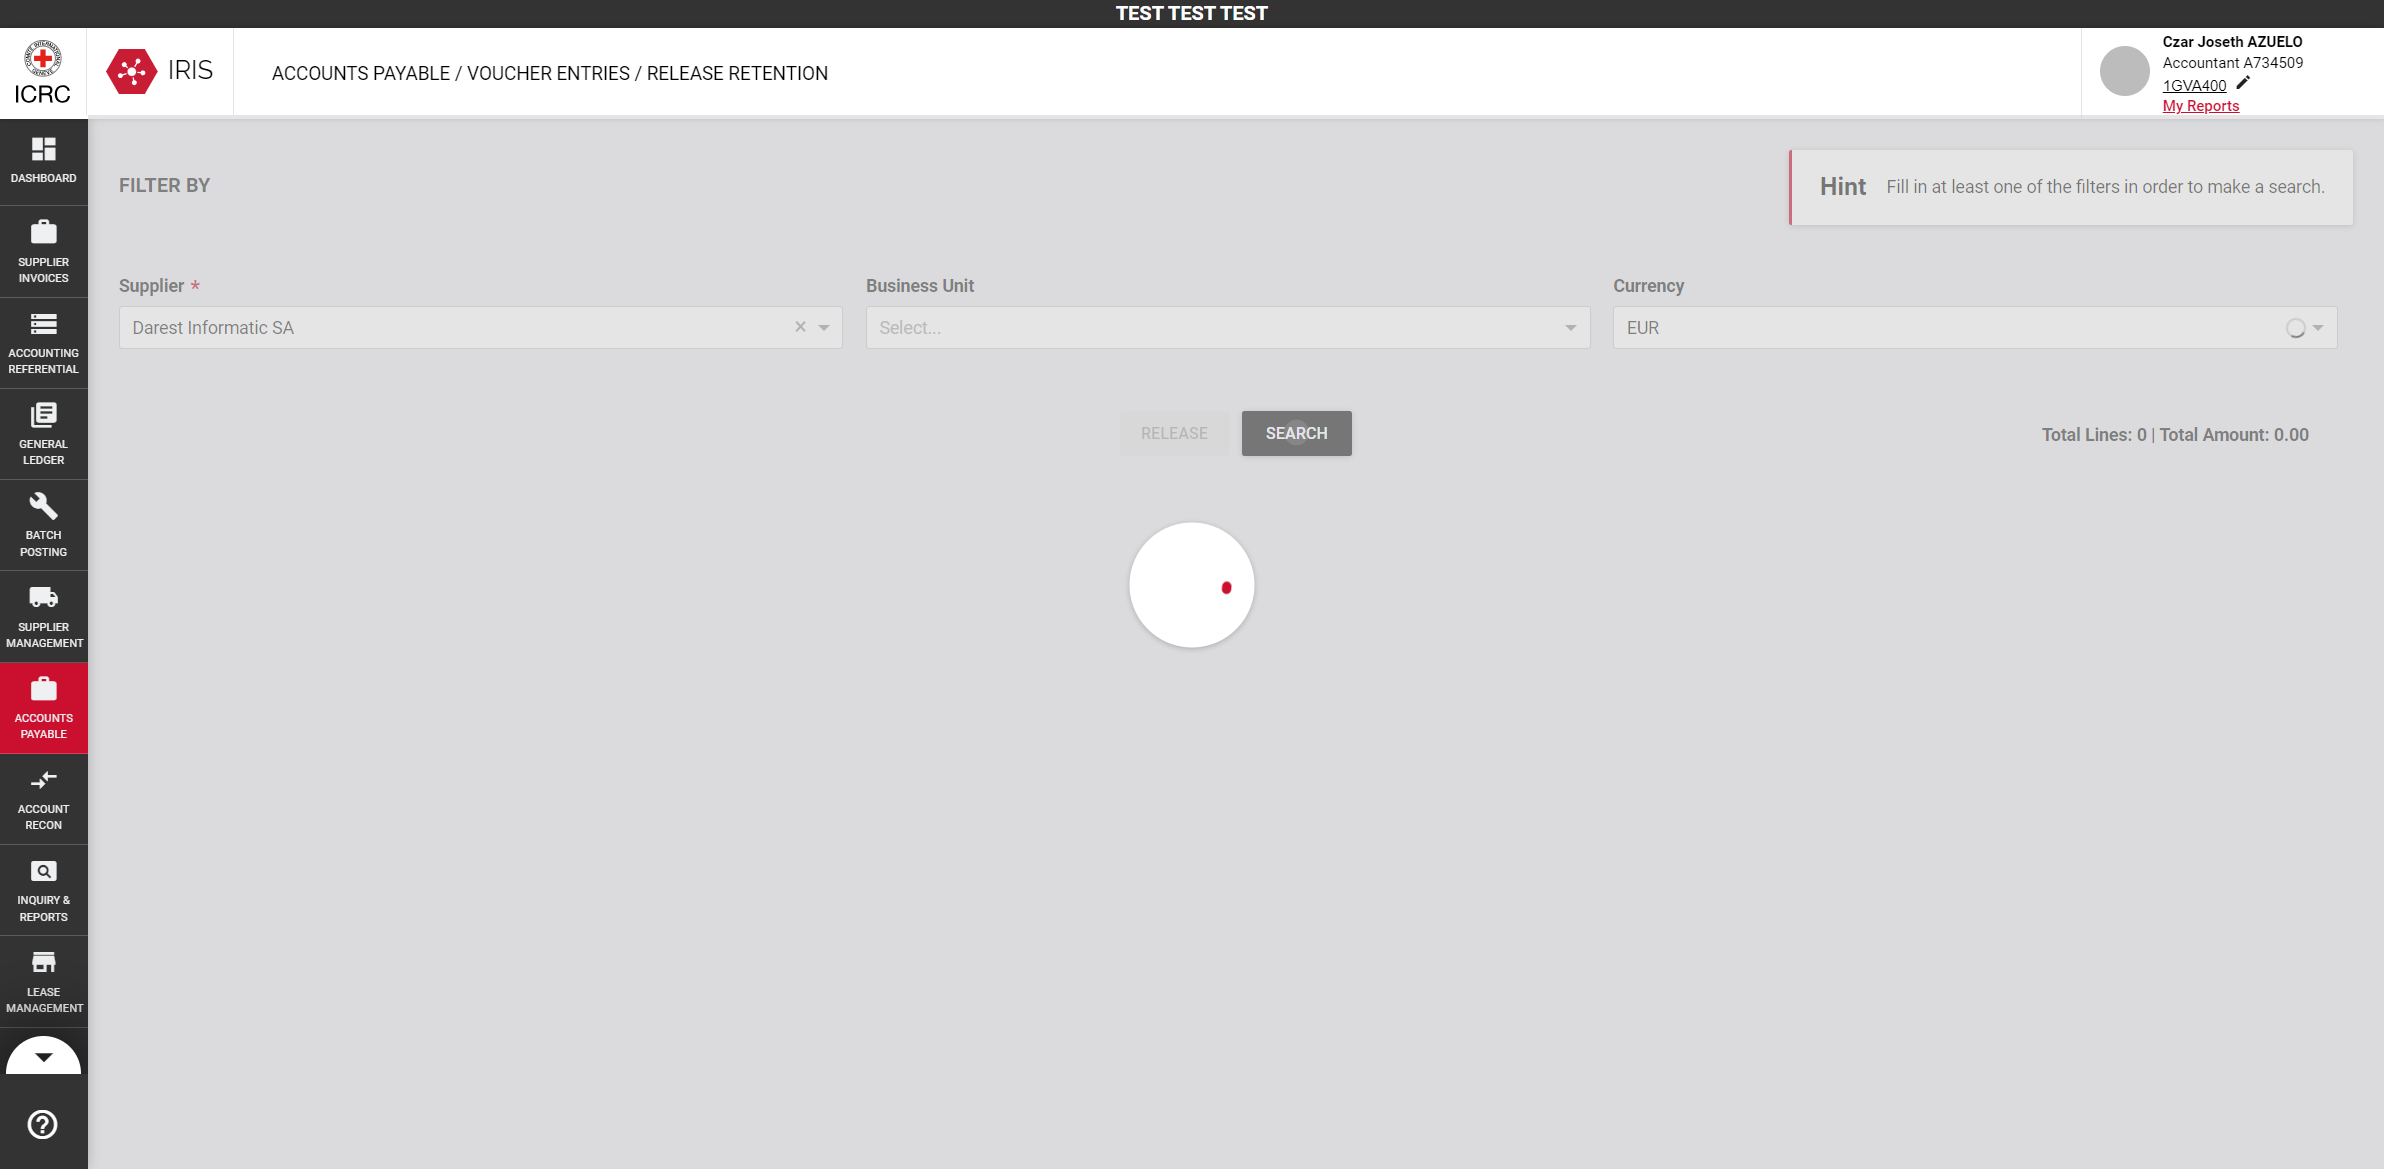 TEST TEST TEST
ICRC
IRIS
ACCOUNTS PAYABLE / VOUCHER ENTRIES / RELEASE RETENTION
Czar Joseth AZUELO
Accountant A734509
1GVA400
My Reports
DASHBOARD
SUPPLIER
INVOICES
ACCOUNTING
REFERENTIAL
GENERAL
LEDGER
BATCH
POSTING
SUPPLIER
MANAGEMENT
ACCOUNTS
PAYABLE
ACCOUNT
RECON
INQUIRY &
REPORTS
LEASE
MANAGEMENT
FILTER BY
Hint Fill in at least one of the filters in order to make a search.
Supplier *
Darest Informatic SA
Business Unit
Select...
Currency
EUR
RELEASE
SEARCH
Total Lines: 0 | Total Amount: 0.00